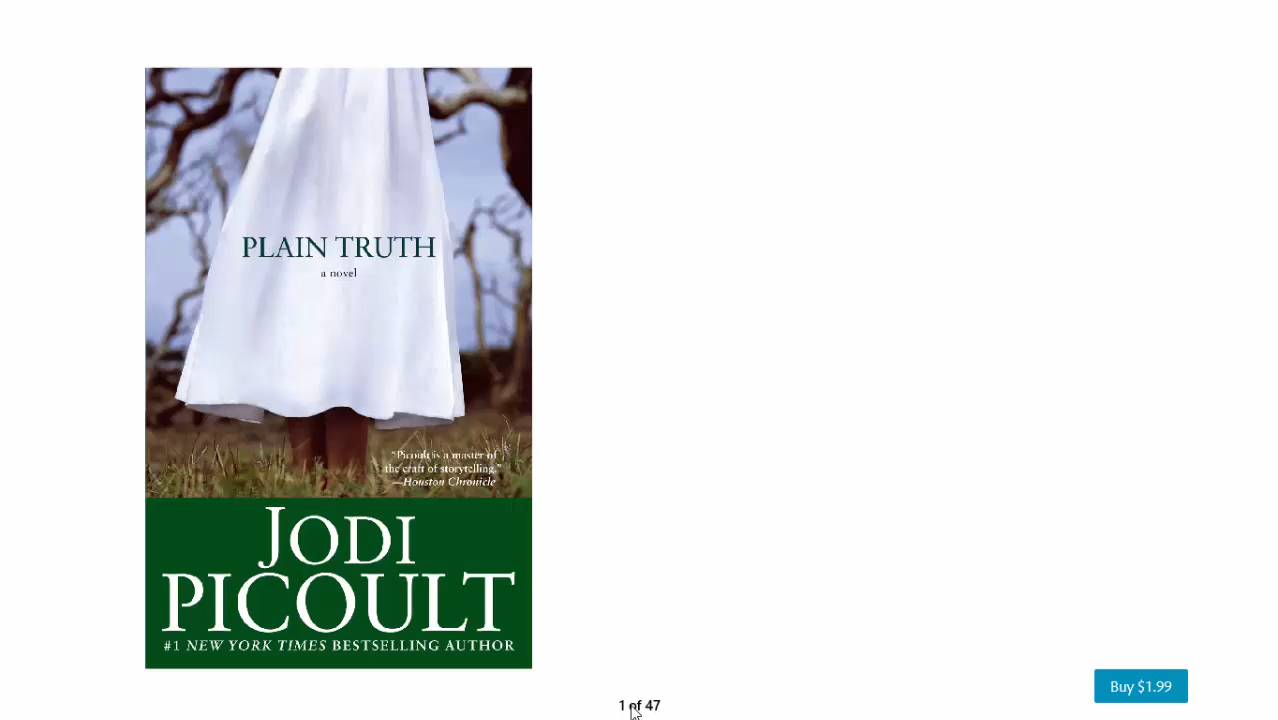 PLAIN TRUTH
a novel
“Picoult is a master of
the craft of storytelling.”
—Houston Chronicle
JODI
PICOULT
#1 NEW YORK TIMES BESTSELLING AUTHOR
Buy $1.99
1 of 47